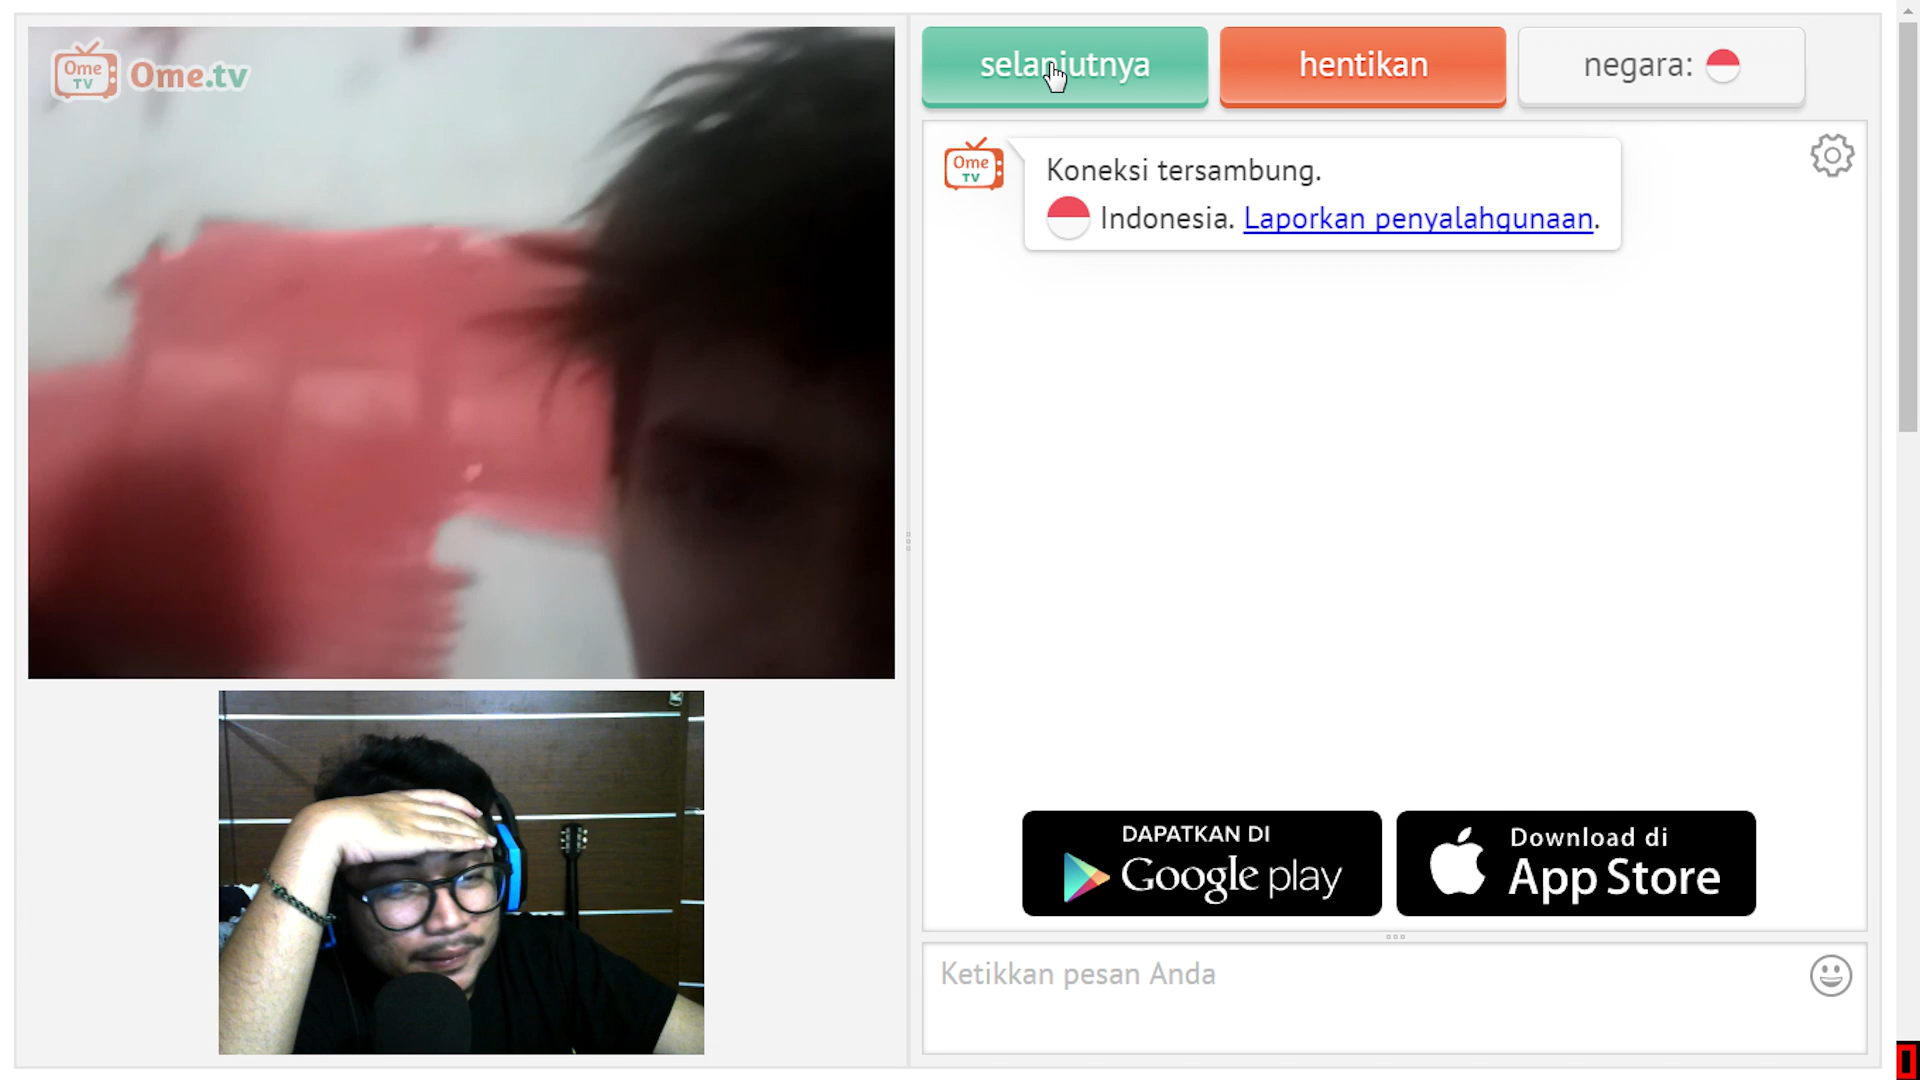 Ome
TV
Ome.tv
selanjutnya
hentikan
negara:
Ome
TV
Koneksi tersambung.
Indonesia. Laporkan penyalahgunaan.
DAPATKAN DI
Google play
Download di
App Store
Ketikkan pesan Anda